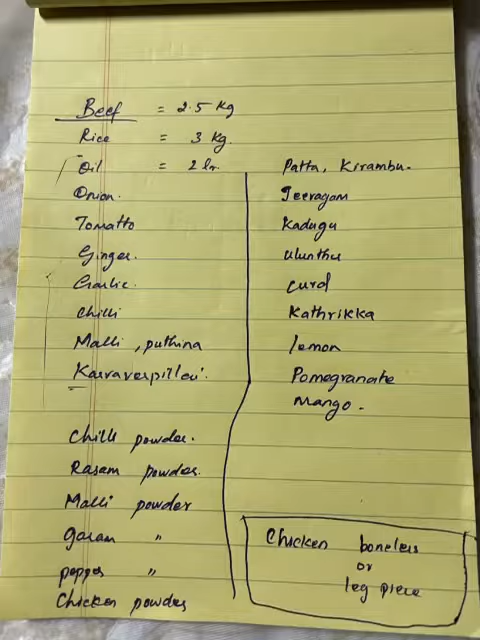 Beef = 2.5 Kg
Rice = 3 Kg.
Oil = 2 lr.
Onion.
Tomatto
Ginger.
Garlic.
Chilli
Malli, puthina
Karraverpillai.
Chilli powder.
Rasam powder.
Malli powder
garam "
pepper "
Chicken powder
Patta, Kirambu.
Jeeragam
Kadugu
ulunthu
curd
Kathrikka
lemon
Pomegranate
Mango.
Chicken boneless
or
leg piece